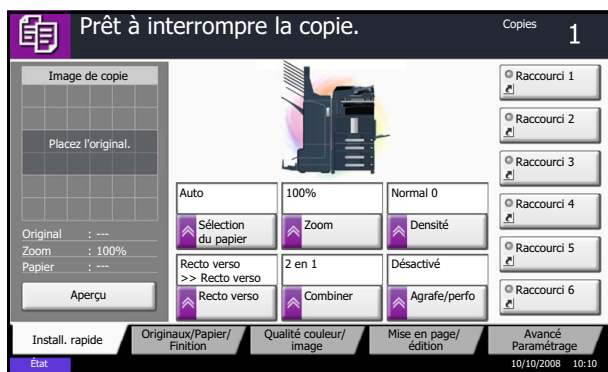 Prêt à interrompre la copie.
Copies 1
Image de copie
Placez l'original.
Original : ---
Zoom : 100%
Papier : ---
Aperçu
Auto
Sélection
du papier
100%
Zoom
Normal 0
Densité
Recto verso
>> Recto verso
Recto verso
2 en 1
Combiner
Désactivé
Agrafe/perfo
Raccourci 1
Raccourci 2
Raccourci 3
Raccourci 4
Raccourci 5
Raccourci 6
Install. rapide
Originaux/Papier/
Finition
Qualité couleur/
image
Mise en page/
édition
Avancé
Paramétrage
État
10/10/2008 10:10